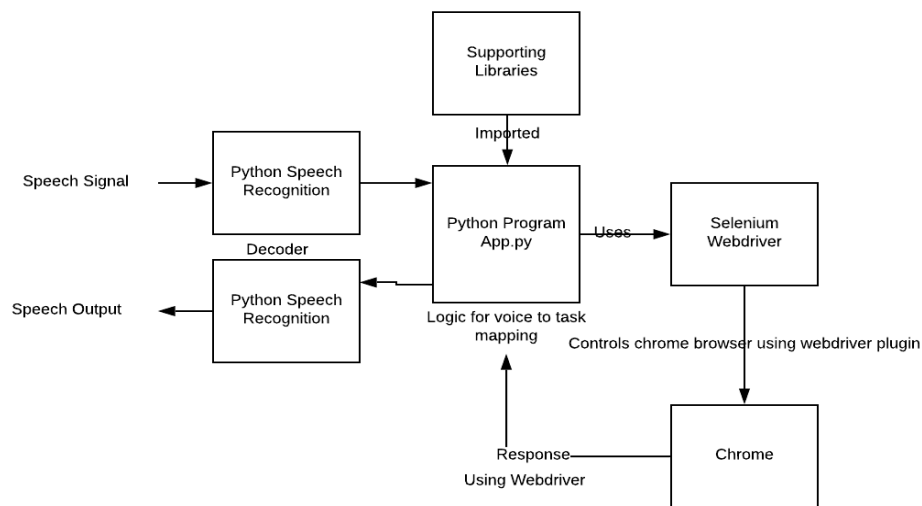 Supporting
Libraries
Imported
Speech Signal
Python Speech
Recognition
Python Program
App.py
Uses
Selenium
Webdriver
Decoder
Speech Output
Python Speech
Recognition
Logic for voice to task
mapping
Controls chrome browser using webdriver plugin
Response
Using Webdriver
Chrome